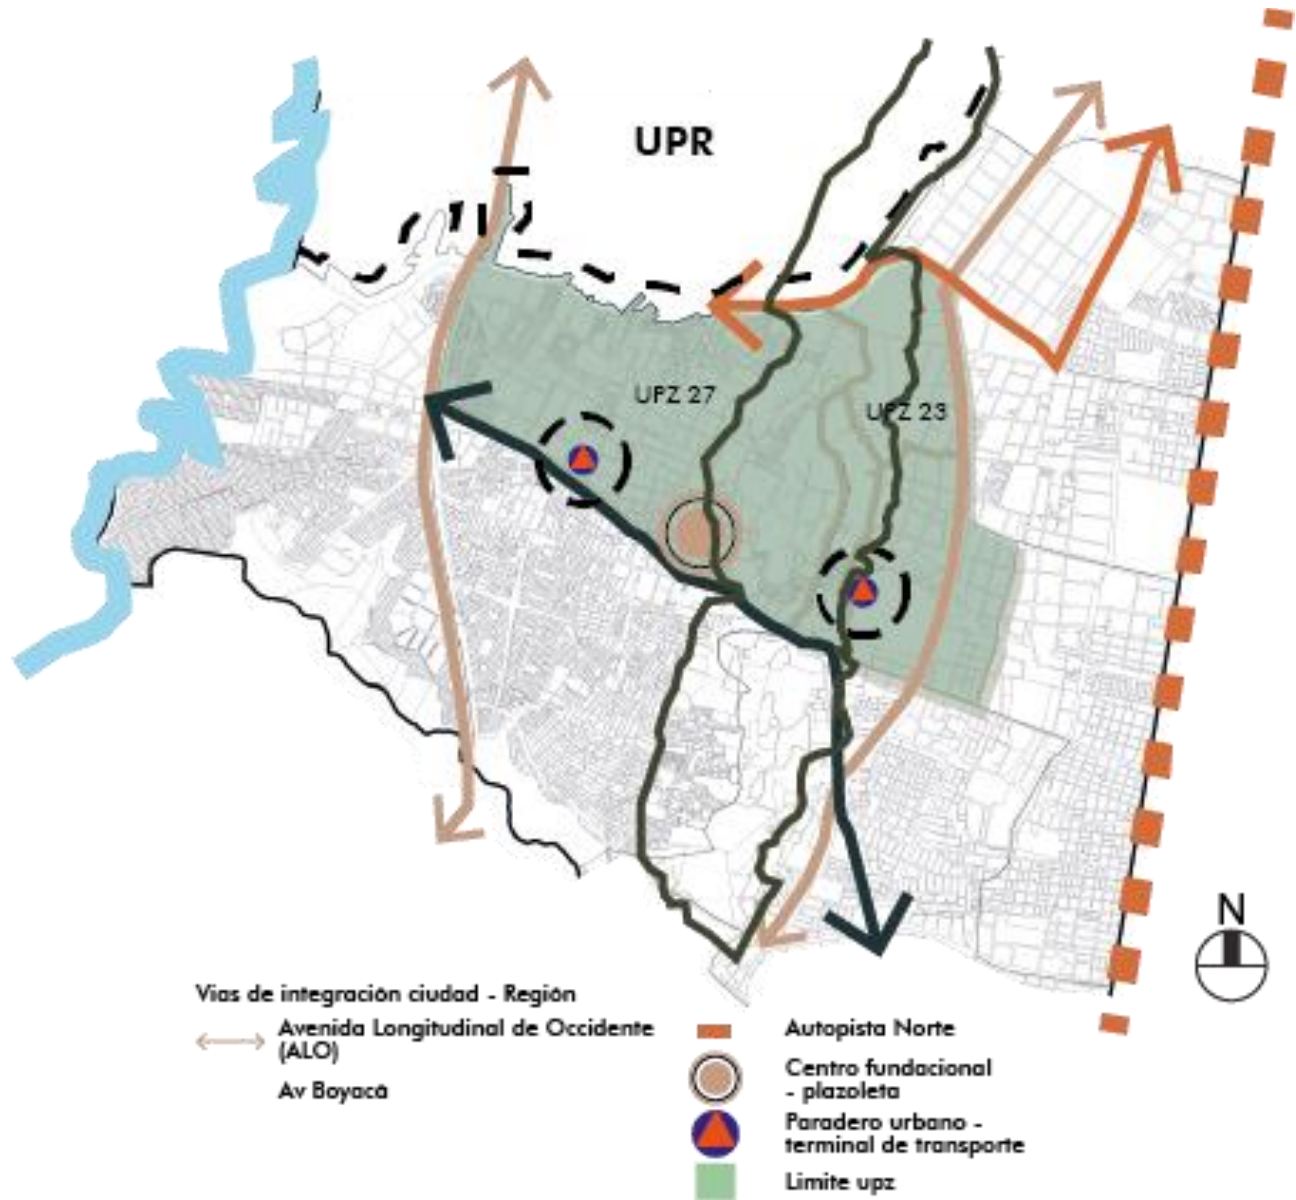 UPR
UPZ 27
UPZ 23
N
Vias de integración ciudad - Región
Avenida Longitudinal de Occidente
(ALO)
Av Boyacá
Autopista Norte
Centro fundacional
- plazoleta
Paradero urbano -
terminal de transporte
Limite upz